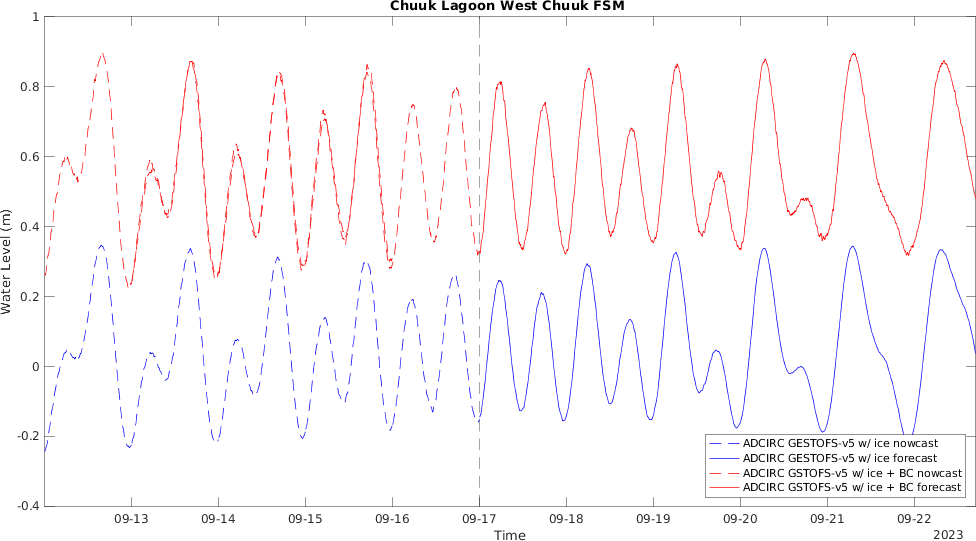 Chuuk Lagoon West Chuuk FSM
1
0.8
0.6
0.4
0.2
0
-0.2
-0.4
Water Level (m)
09-13 09-14 09-15 09-16 09-17 09-18 09-19 09-20 09-21 09-22
Time
2023
ADCIRC GESTOFS-v5 w/ ice nowcast
ADCIRC GESTOFS-v5 w/ ice forecast
ADCIRC GSTOFS-v5 w/ ice + BC nowcast
ADCIRC GSTOFS-v5 w/ ice + BC forecast